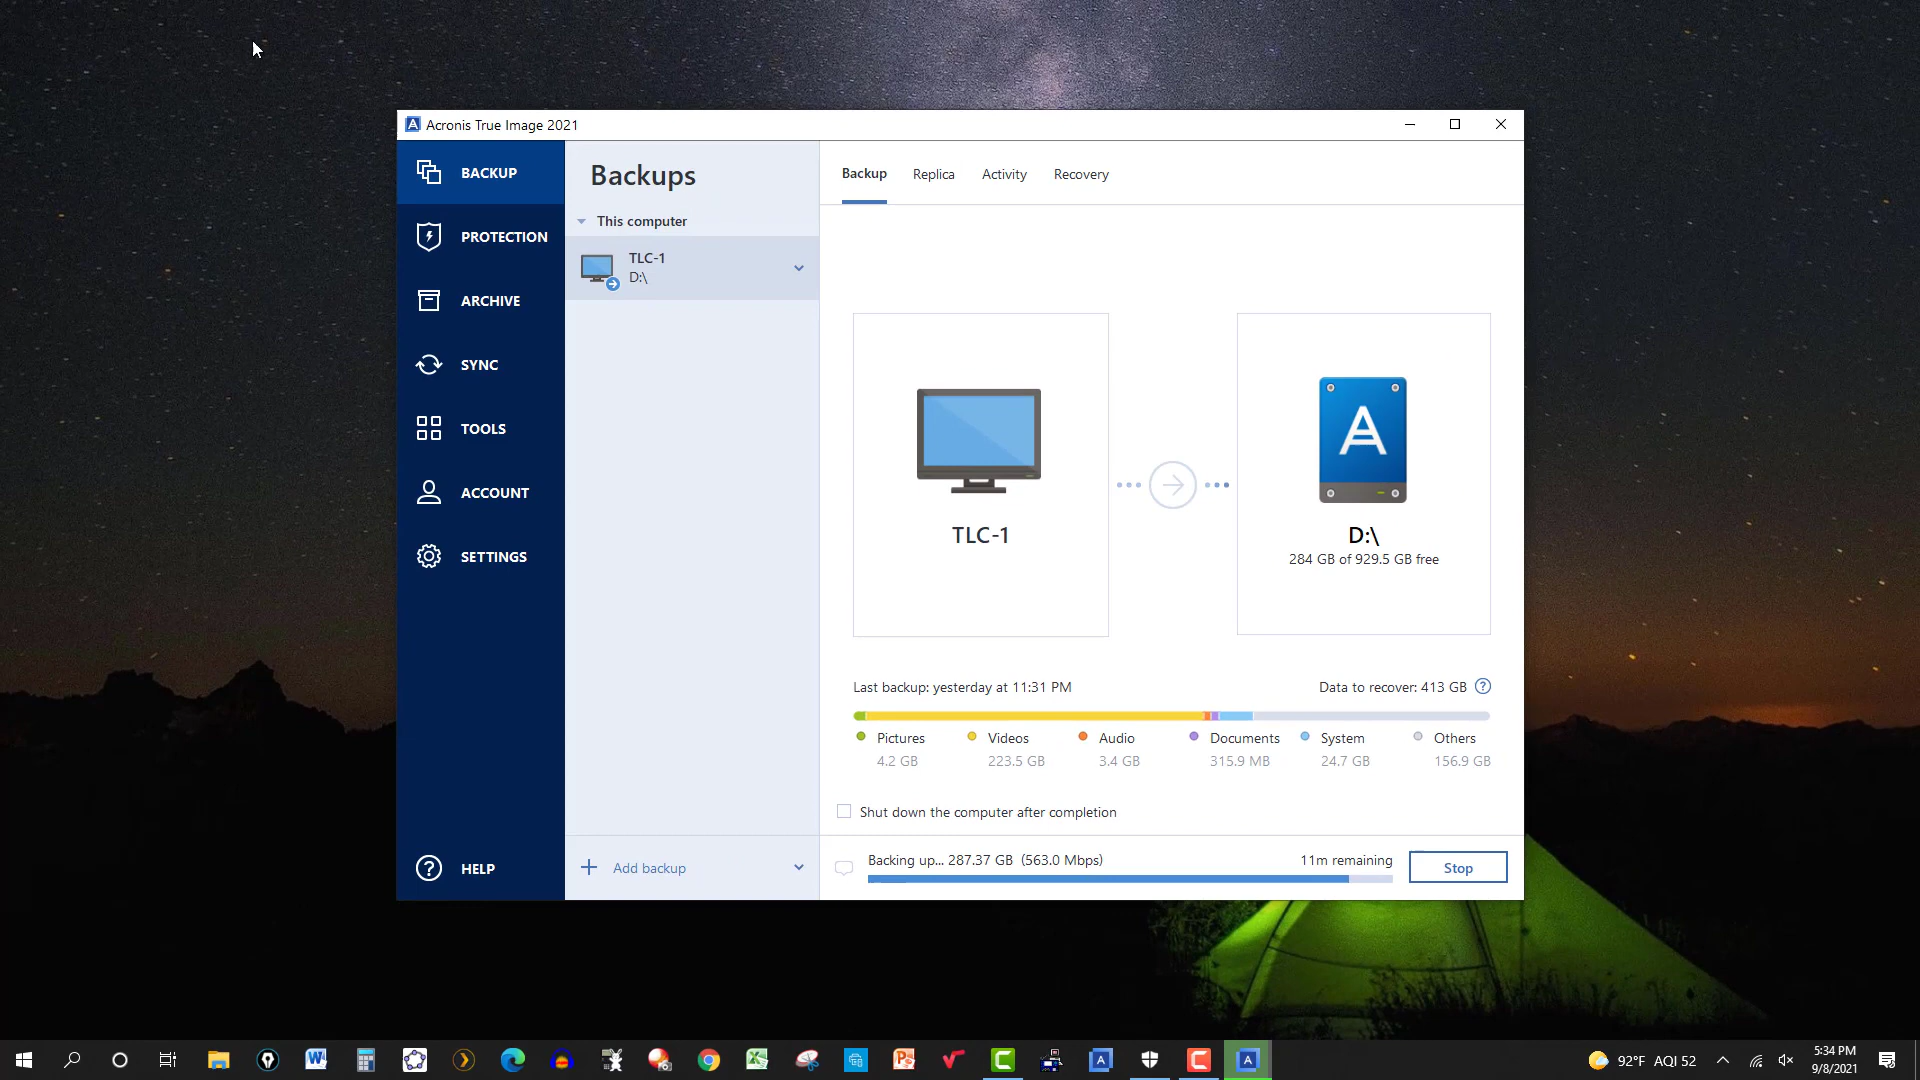 Acronis True Image 2021
BACKUP
PROTECTION
ARCHIVE
SYNC
TOOLS
ACCOUNT
SETTINGS
HELP
Backups
This computer
TLC-1
D:\
Add backup
Backup Replica Activity Recovery
TLC-1
D:\
284 GB of 929.5 GB free
Last backup: yesterday at 11:31 PM
Data to recover: 413 GB
Pictures Videos Audio Documents System Others
4.2 GB 223.5 GB 3.4 GB 315.9 MB 24.7 GB 156.9 GB
Shut down the computer after completion
Backing up... 287.37 GB (563.0 Mbps) 11m remaining
Stop
92°F AQI 52
5:34 PM
9/8/2021